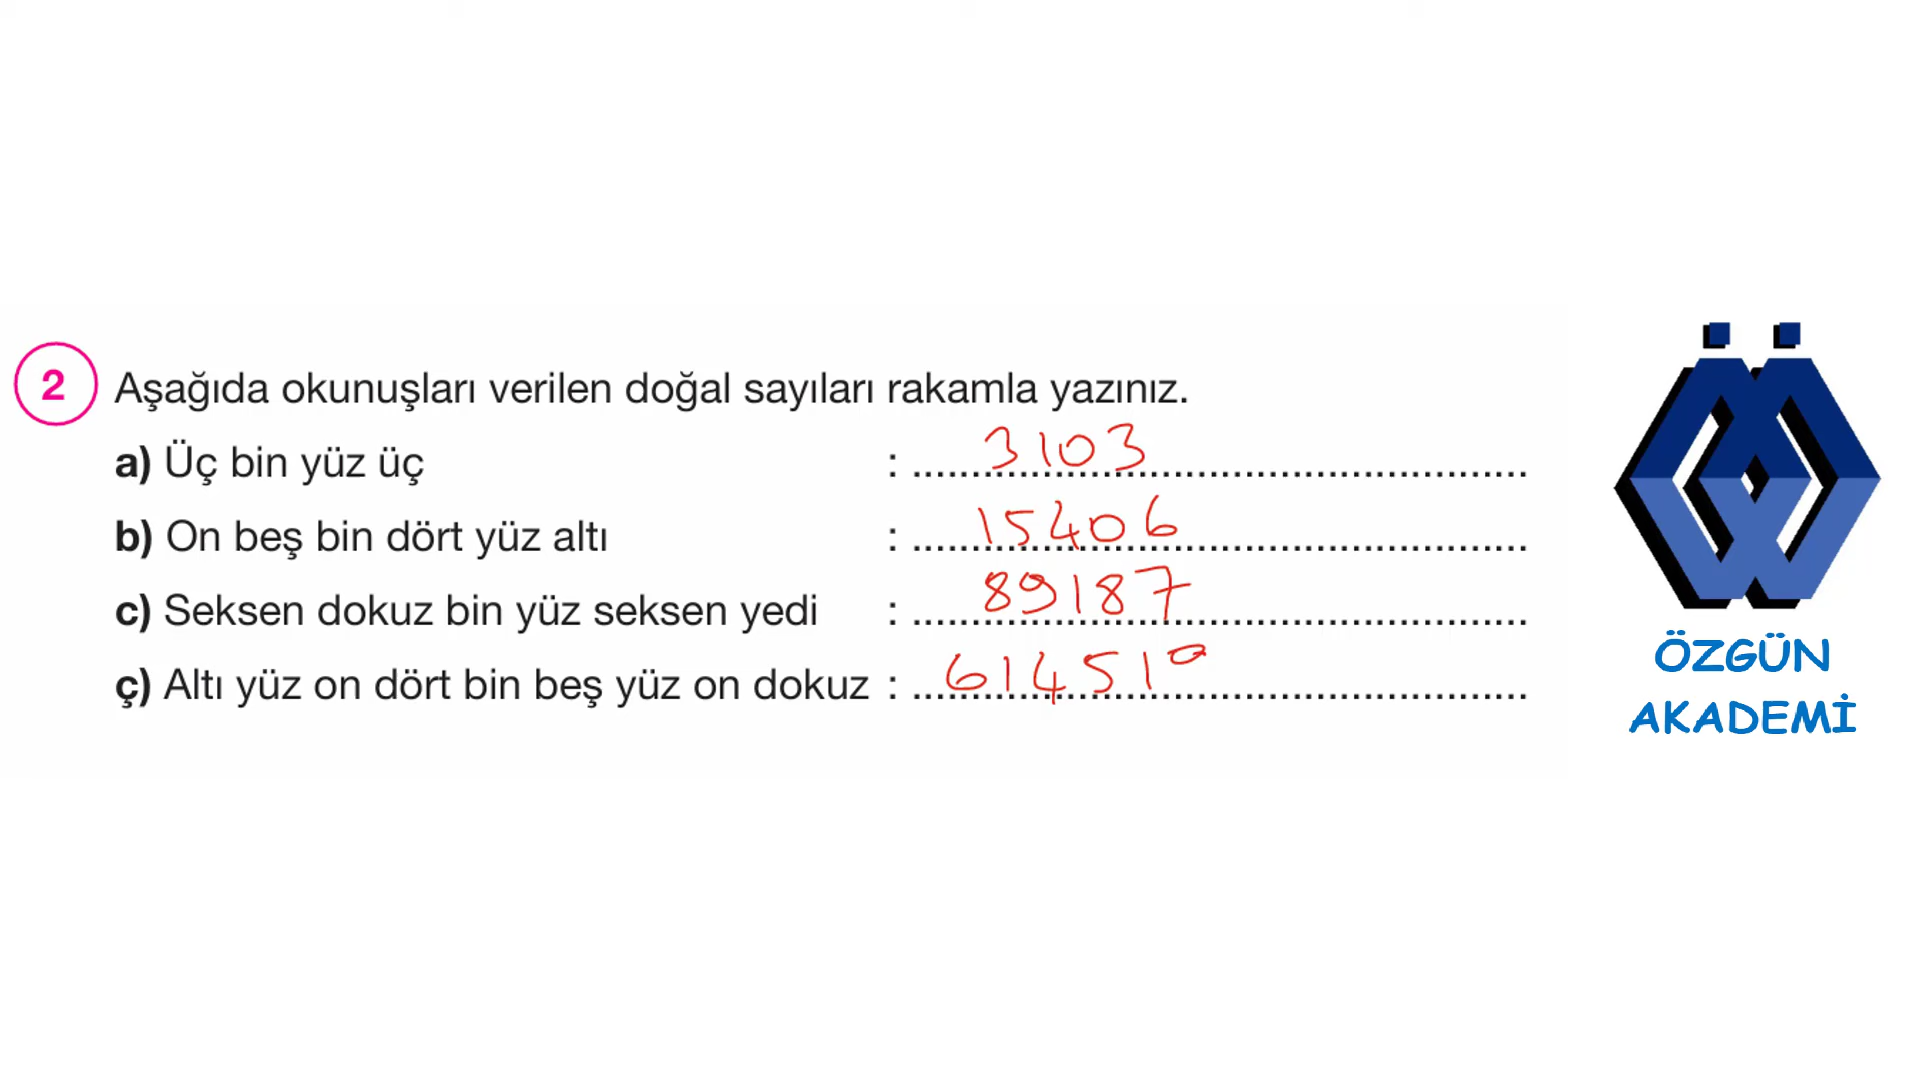 2 Aşağıda okunuşları verilen doğal sayıları rakamla yazınız.
a) Üç bin yüz üç : 3103
b) On beş bin dört yüz altı : 15406
c) Seksen dokuz bin yüz seksen yedi : 89187
ç) Altı yüz on dört bin beş yüz on dokuz : 61451
ÖZGÜN
AKADEMİ